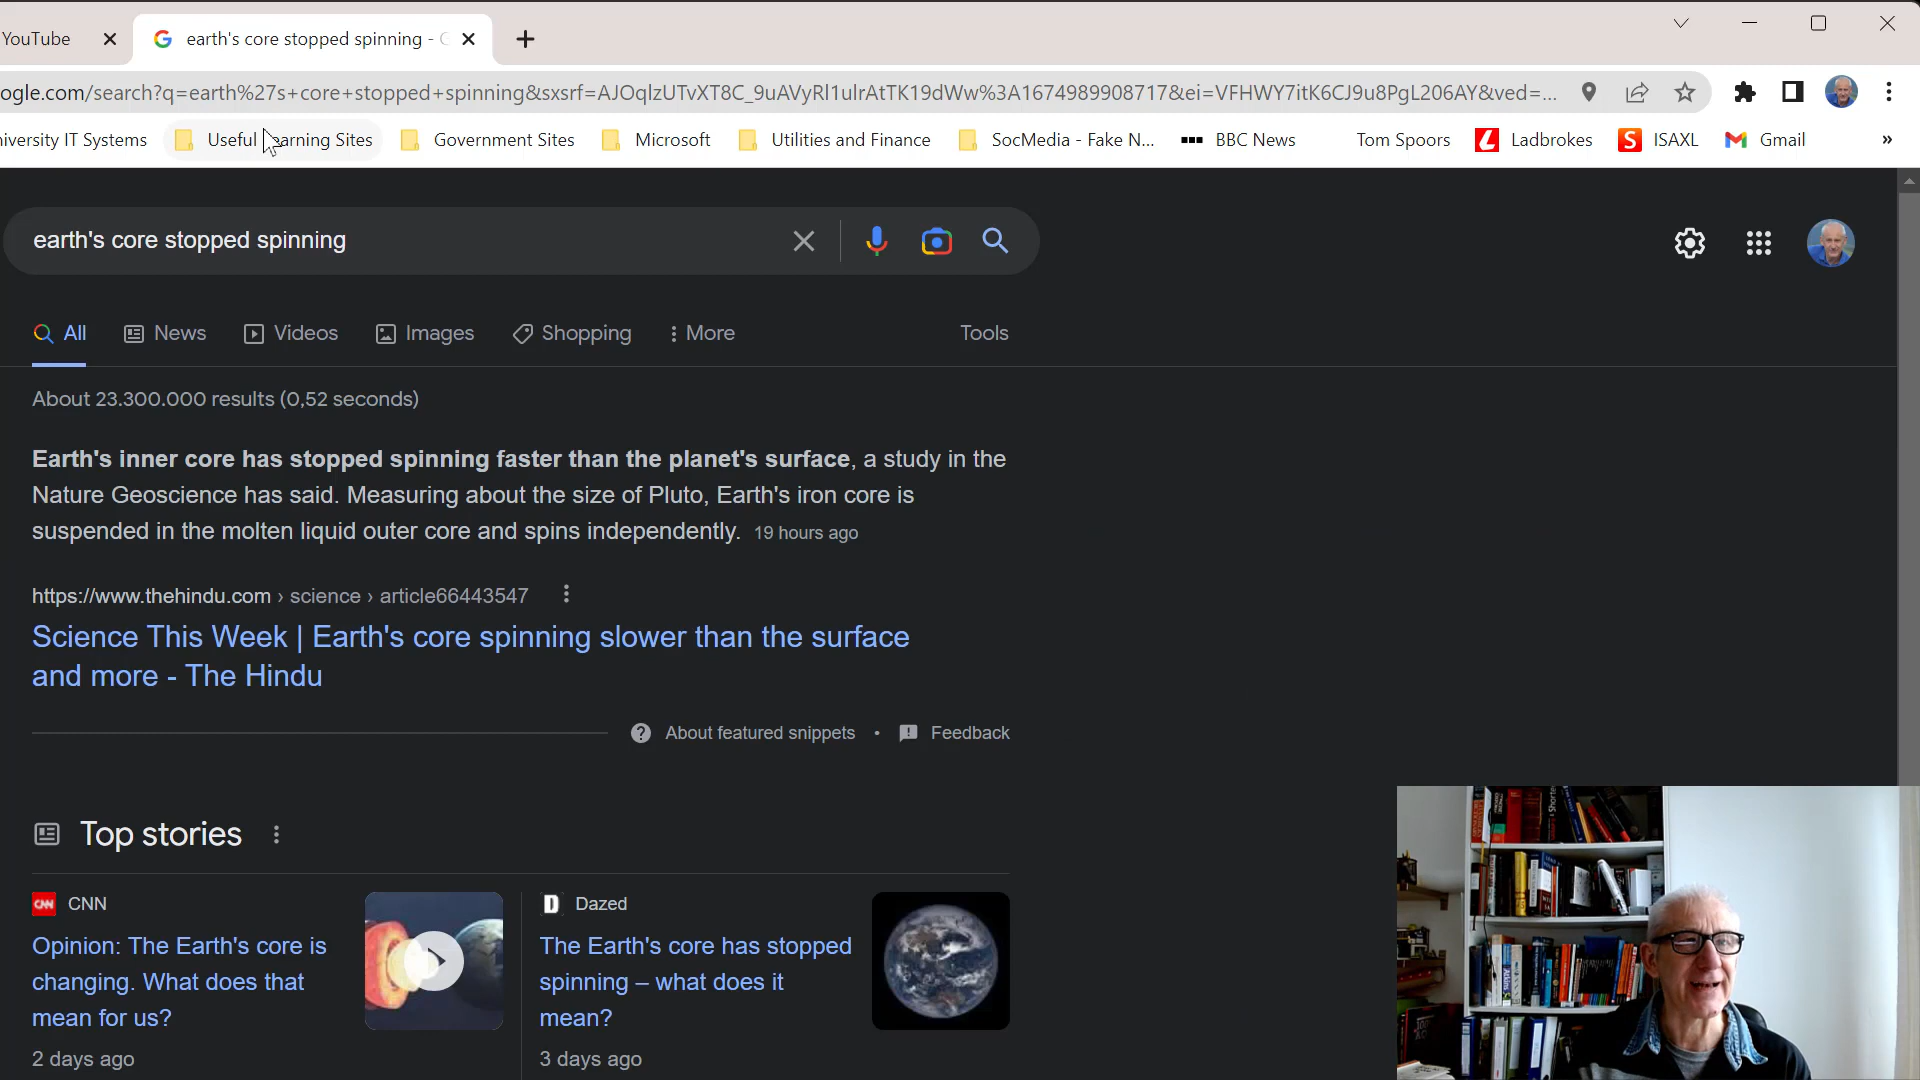 YouTube
earth's core stopped spinning -
ogle.com/search?q=earth%27s+core+stopped+spinning&sxsrf=AJOqlzUTvXT8C_9uAVyRl1ulrAtTK19dWw%3A1674989908717&ei=VFHWY7itK6CJ9u8PgL206AY&ved=...
iversity IT Systems
Useful Learning Sites
Government Sites
Microsoft
Utilities and Finance
SocMedia - Fake N...
BBC News
Tom Spoors
Ladbrokes
ISAXL
Gmail
»
earth's core stopped spinning
All
News
Videos
Images
Shopping
More
Tools
About 23.300.000 results (0,52 seconds)
Earth's inner core has stopped spinning faster than the planet's surface, a study in the
Nature Geoscience has said. Measuring about the size of Pluto, Earth's iron core is
suspended in the molten liquid outer core and spins independently. 19 hours ago
https://www.thehindu.com › science › article66443547
Science This Week | Earth's core spinning slower than the surface
and more - The Hindu
About featured snippets • Feedback
Top stories
CNN CNN
Opinion: The Earth's core is
changing. What does that
mean for us?
2 days ago
D Dazed
The Earth's core has stopped
spinning – what does it
mean?
3 days ago